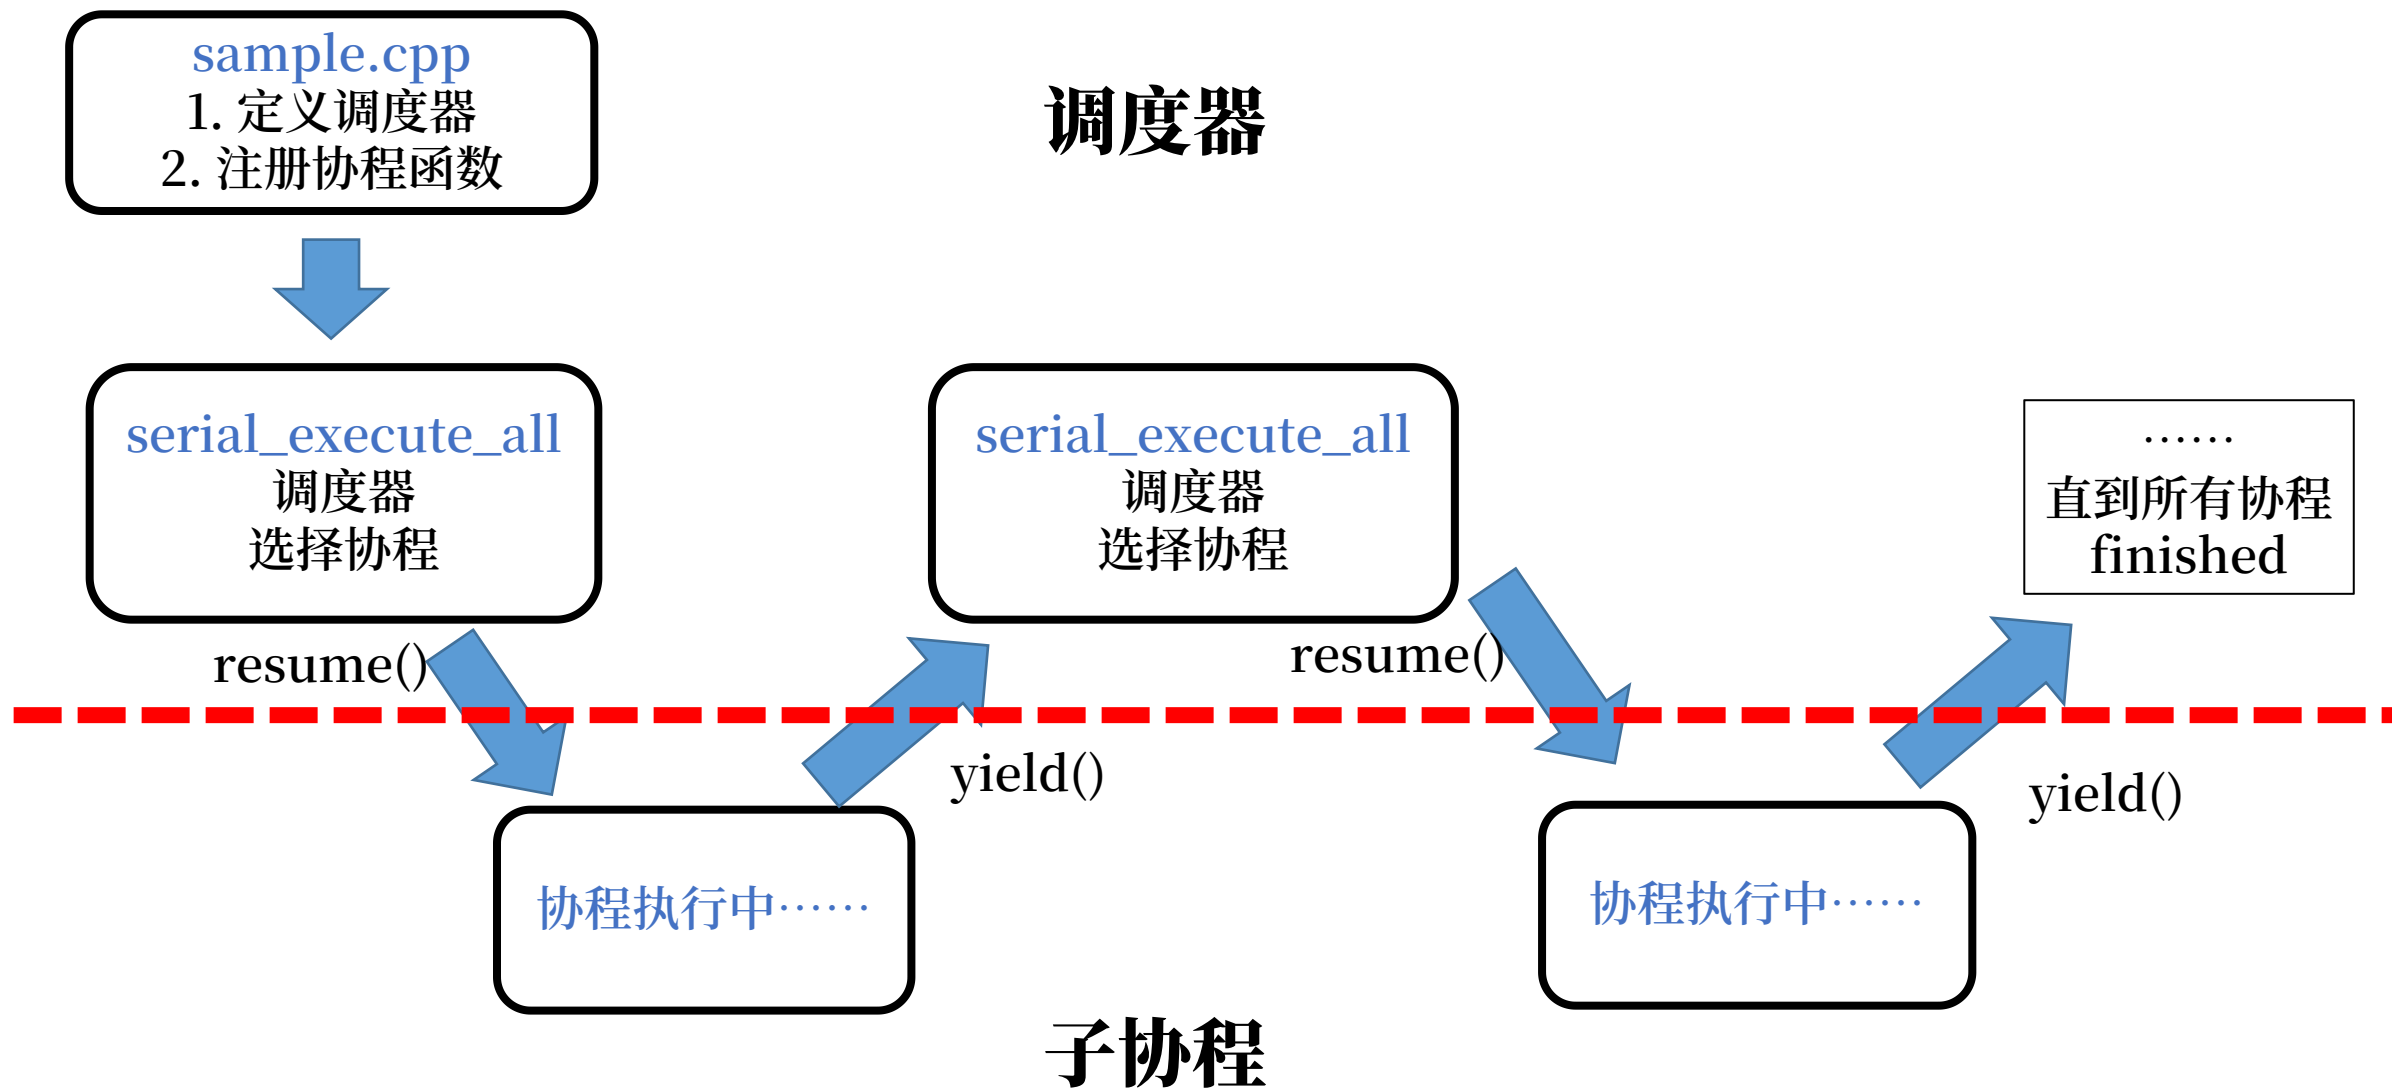 sample.cpp
1. 定义调度器
2. 注册协程函数
调度器
serial_execute_all
调度器
选择协程
serial_execute_all
调度器
选择协程
……
直到所有协程
finished
resume()
resume()
yield()
yield()
协程执行中……
协程执行中……
子协程